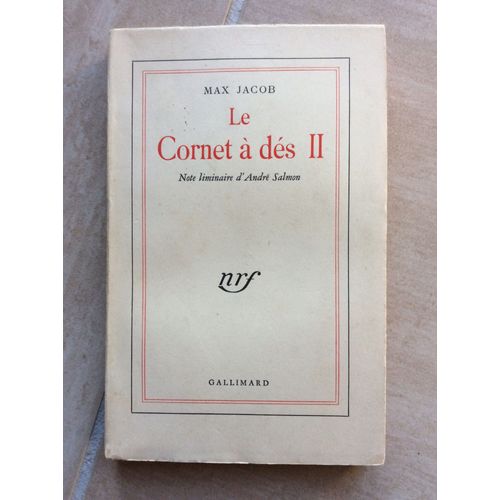 MAX JACOB
Le
Cornet à dés II
Note liminaire d'André Salmon
nrf
GALLIMARD